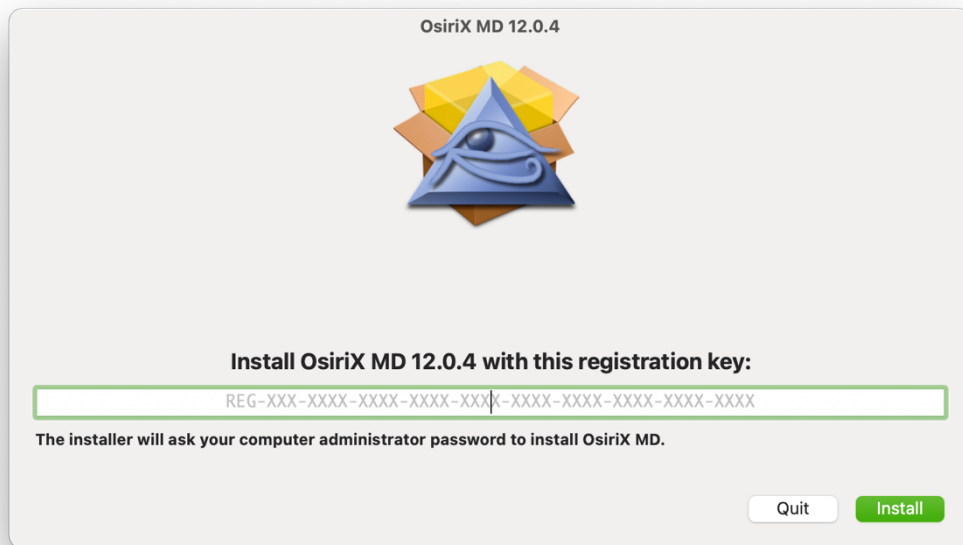 OsiriX MD 12.0.4
Install OsiriX MD 12.0.4 with this registration key:
REG-XXX-XXXX-XXXX-XXXX-XXXX-XXXX-XXXX-XXXX-XXXX-XXXX
The installer will ask your computer administrator password to install OsiriX MD.
Quit
Install